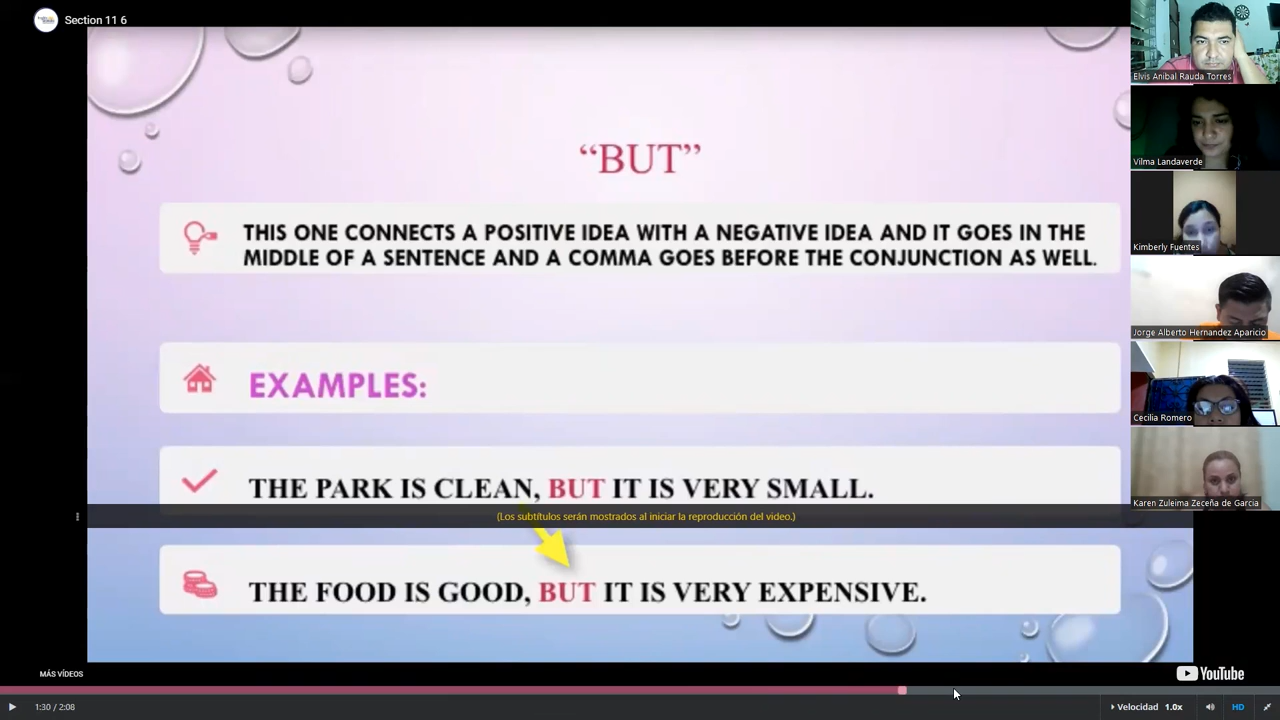 Section 11 6
Elvis Anibal Rauda Torres
Vilma Landaverde
Kimberly Fuentes
Jorge Alberto Hernandez Aparicio
Cecilia Romero
Karen Zuleima Zeceña de Garcia
“BUT”
THIS ONE CONNECTS A POSITIVE IDEA WITH A NEGATIVE IDEA AND IT GOES IN THE
MIDDLE OF A SENTENCE AND A COMMA GOES BEFORE THE CONJUNCTION AS WELL.
EXAMPLES:
THE PARK IS CLEAN, BUT IT IS VERY SMALL.
(Los subtítulos serán mostrados al iniciar la reproducción del video.)
THE FOOD IS GOOD, BUT IT IS VERY EXPENSIVE.
MÁS VÍDEOS
YouTube
1:30 / 2:08
Velocidad 1.0x
HD